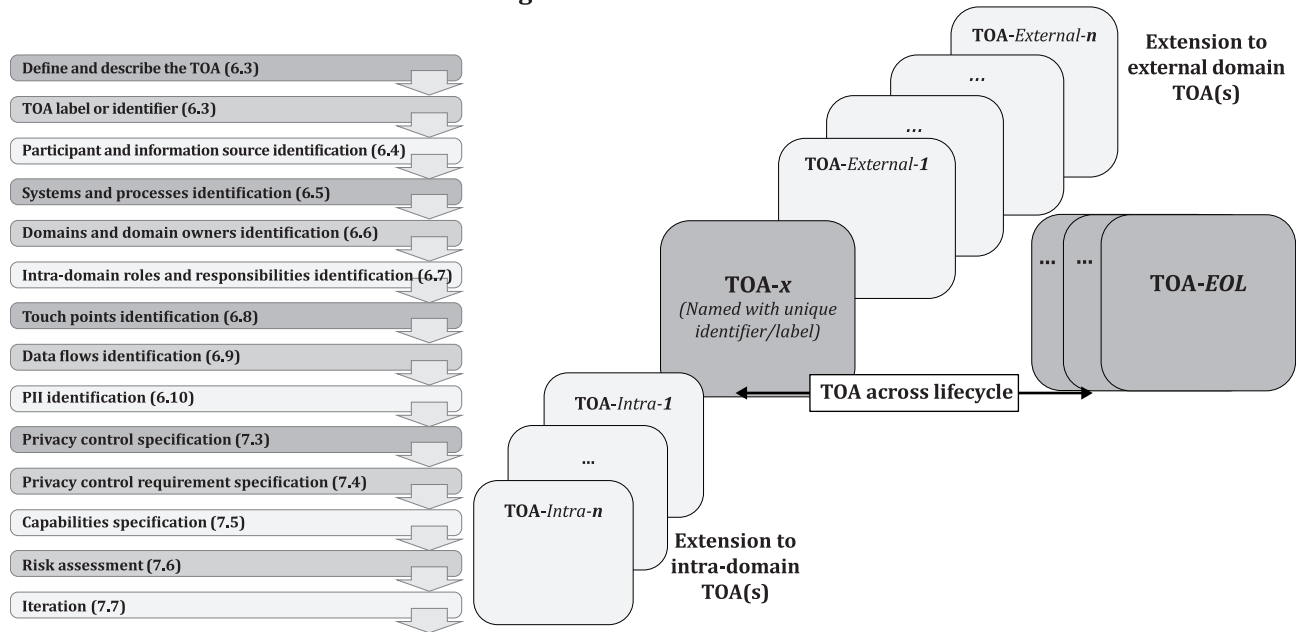 g
Define and describe the TOA (6.3)
TOA label or identifier (6.3)
Participant and information source identification (6.4)
Systems and processes identification (6.5)
Domains and domain owners identification (6.6)
Intra-domain roles and responsibilities identification (6.7)
Touch points identification (6.8)
Data flows identification (6.9)
PII identification (6.10)
Privacy control specification (7.3)
Privacy control requirement specification (7.4)
Capabilities specification (7.5)
Risk assessment (7.6)
Iteration (7.7)
TOA-External-n
...
...
TOA-External-1
Extension to
external domain
TOA(s)
TOA-x
(Named with unique
identifier/label)
...
...
TOA-EOL
TOA across lifecycle
TOA-Intra-1
...
TOA-Intra-n
Extension to
intra-domain
TOA(s)